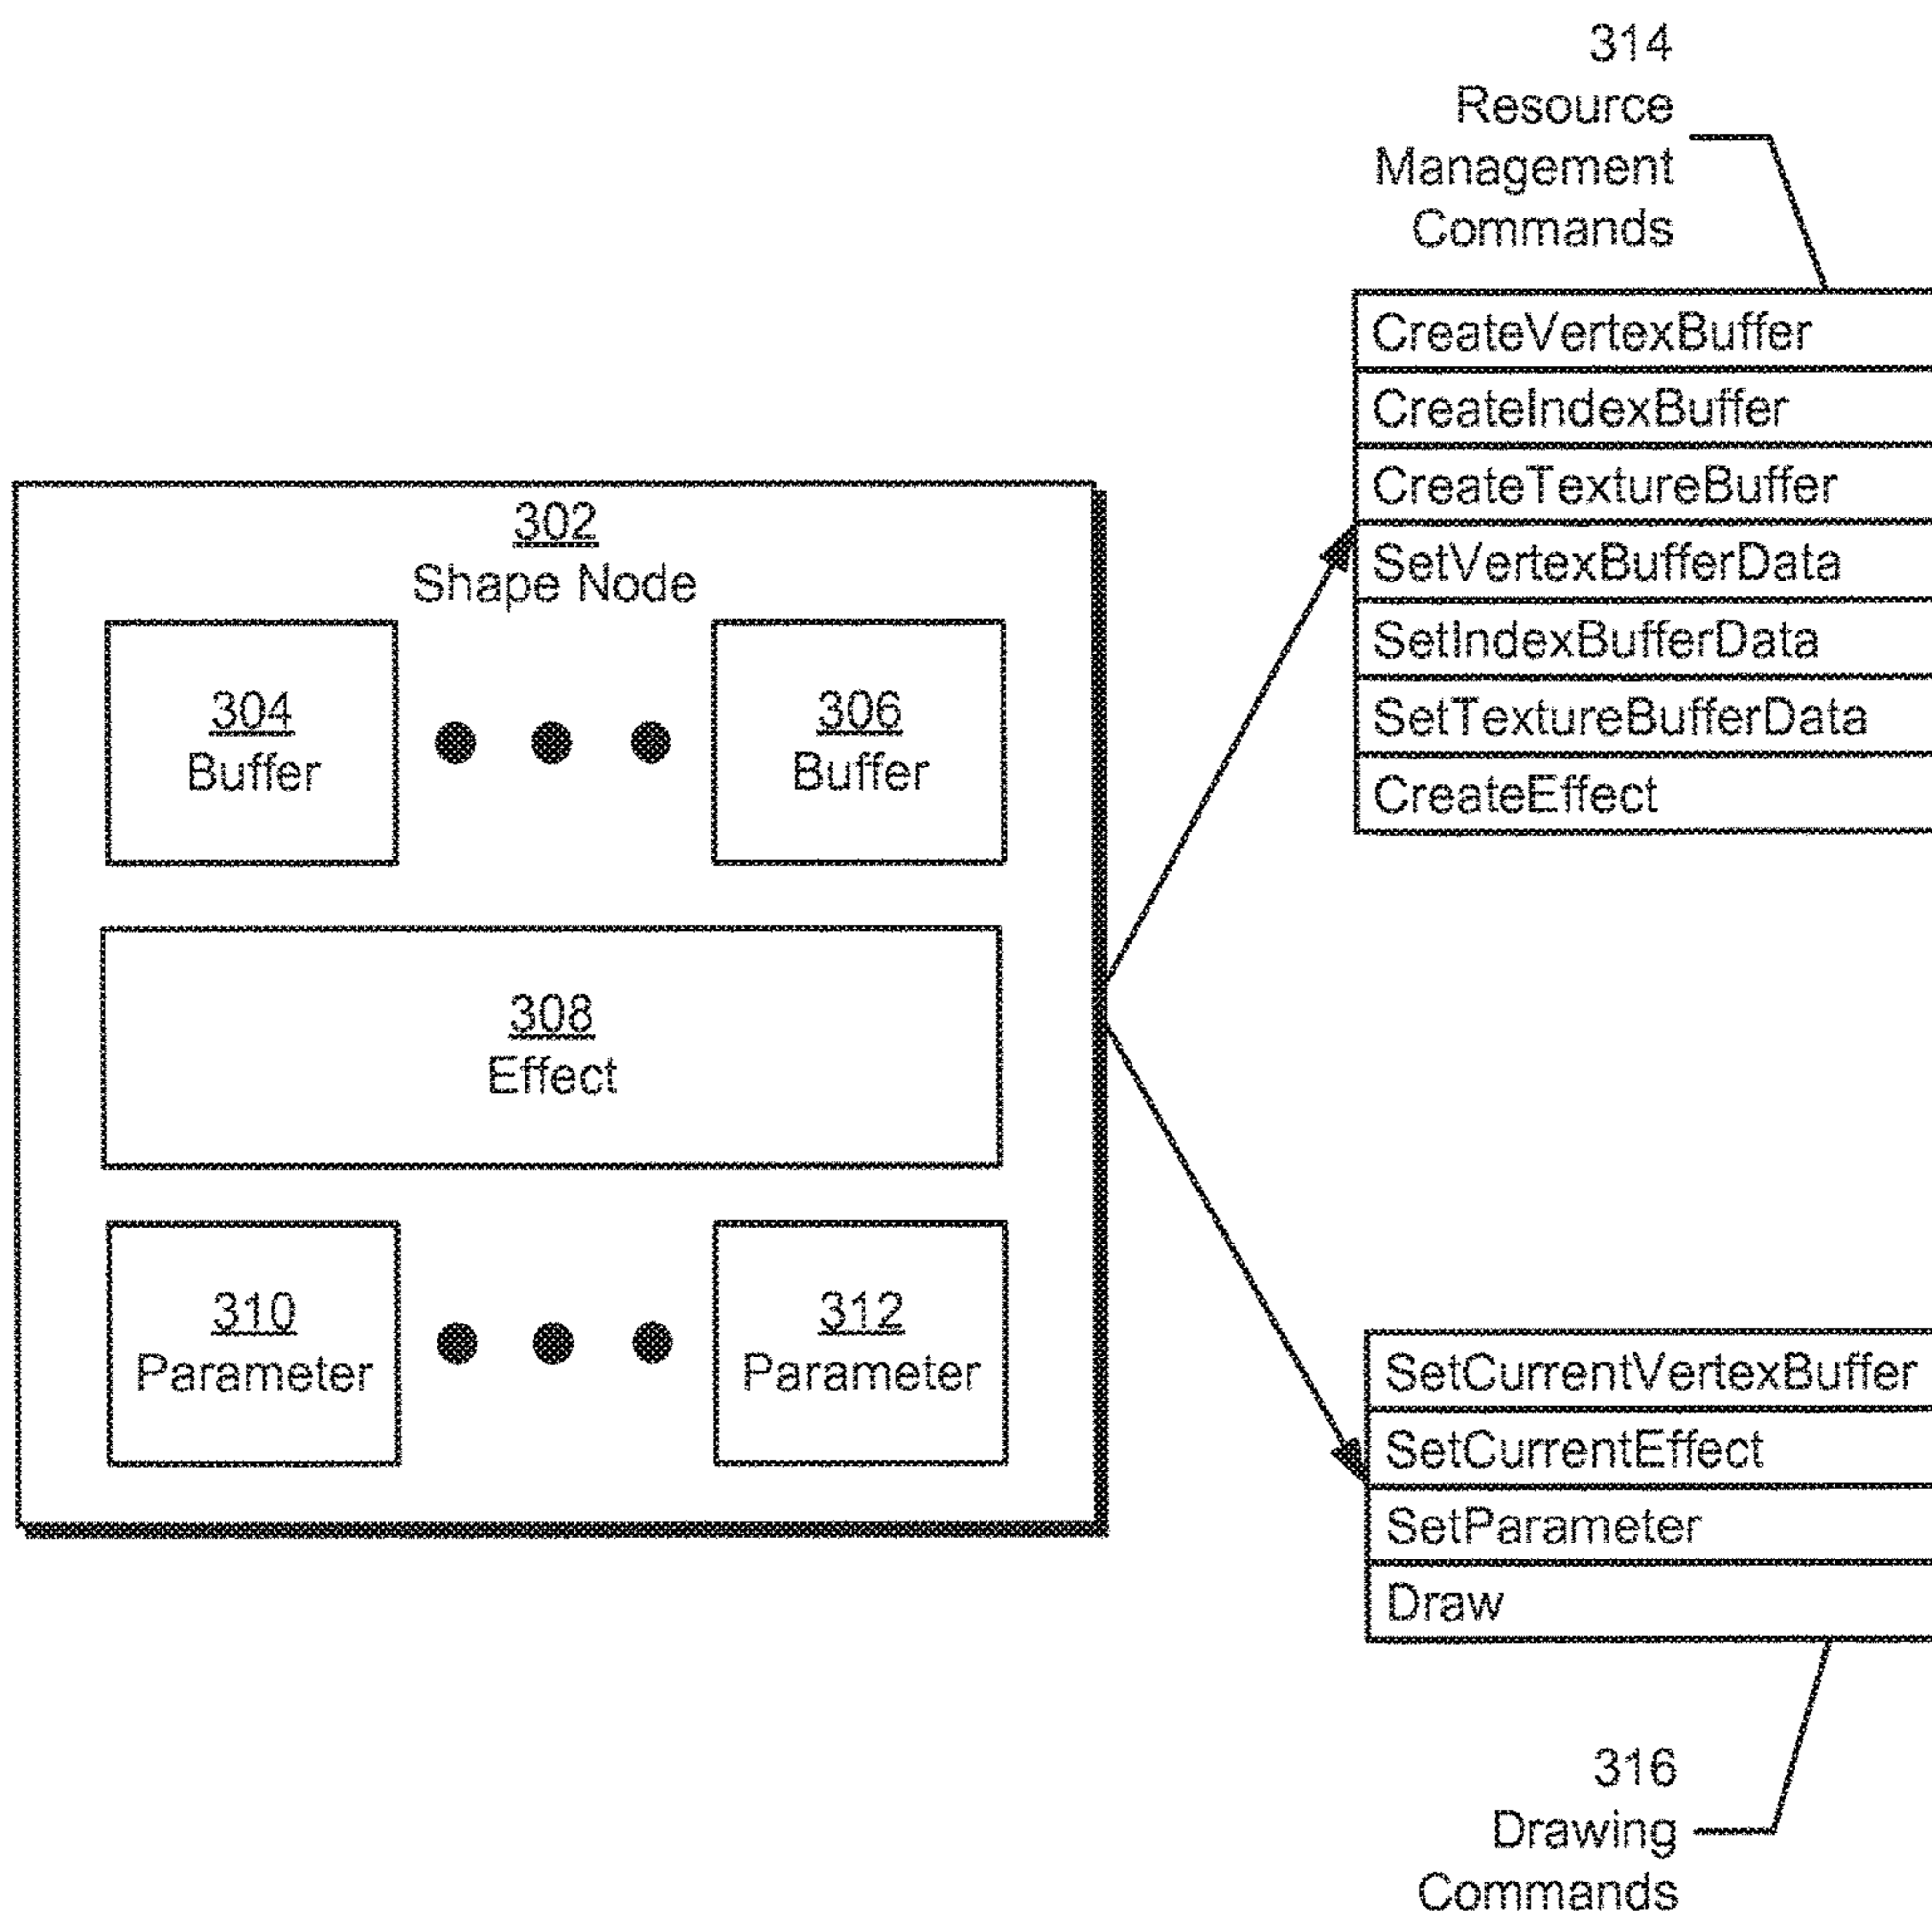 314
Resource
Management
Commands
CreateVertexBuffer
CreateIndexBuffer
CreateTextureBuffer
SetVertexBufferData
SetIndexBufferData
SetTextureBufferData
CreateEffect
302
Shape Node
304
Buffer
306
Buffer
308
Effect
310
Parameter
312
Parameter
SetCurrentVertexBuffer
SetCurrentEffect
SetParameter
Draw
316
Drawing
Commands